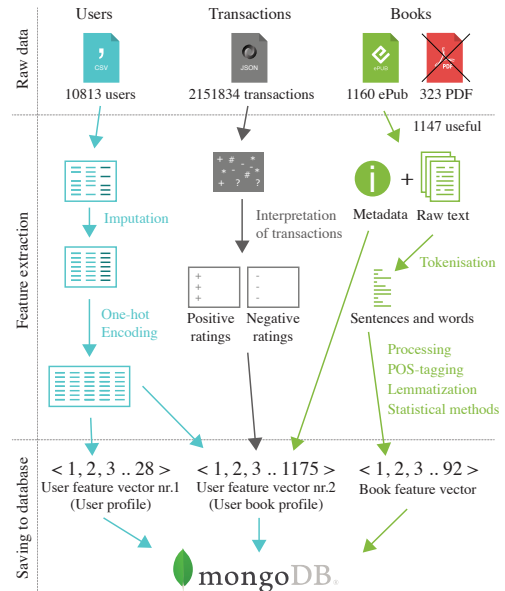 Users
Transactions
Books
Raw data
CSV
JSON
ePUB
PDF
10813 users
2151834 transactions
1160 ePub
323 PDF
1147 useful
Feature extraction
+ # - *
* - - #
+ ? ?
i
+
Metadata
Raw text
Imputation
Interpretation
of transactions
Tokenisation
+
+
+
-
-
-
Positive
ratings
Negative
ratings
Sentences and words
One-hot
Encoding
Processing
POS-tagging
Lemmatization
Statistical methods
Saving to database
< 1, 2, 3 .. 28 >
User feature vector nr.1
(User profile)
< 1, 2, 3 .. 1175 >
User feature vector nr.2
(User book profile)
< 1, 2, 3 .. 92 >
Book feature vector
mongoDB®